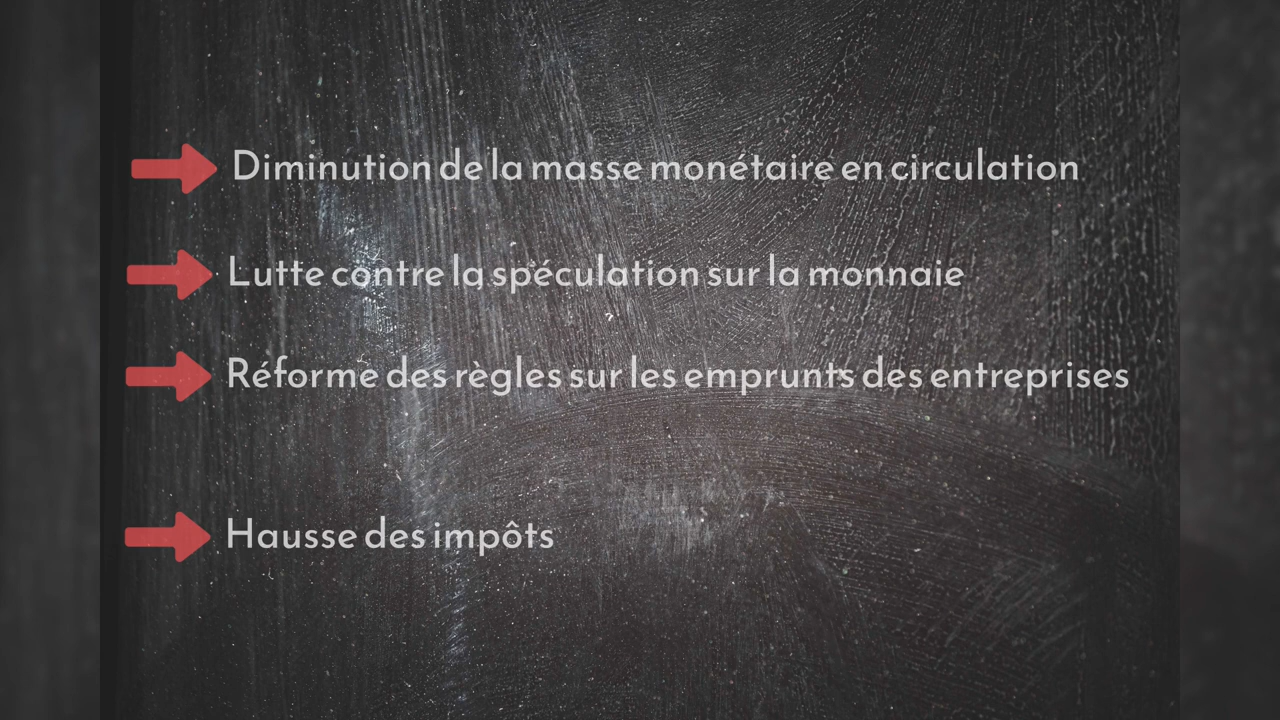 Diminution de la masse monétaire en circulation
Lutte contre la spéculation sur la monnaie
Réforme des règles sur les emprunts des entreprises
Hausse des impôts